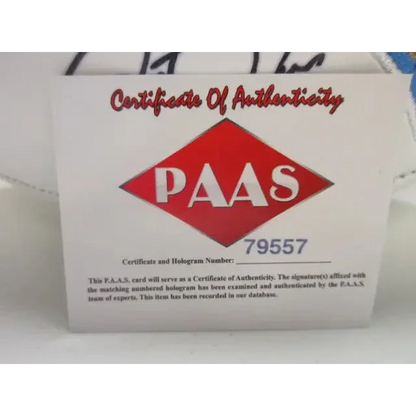 Certificate Of Authenticity
PAAS
Certificate and Hologram Number: 79557
This P.A.A.S. card will serve as a Certificate of Authenticity. The signature(s) affixed with
the matching numbered hologram has been examined and authenticated by the P.A.A.S.
team of experts. This item has been recorded in our database.